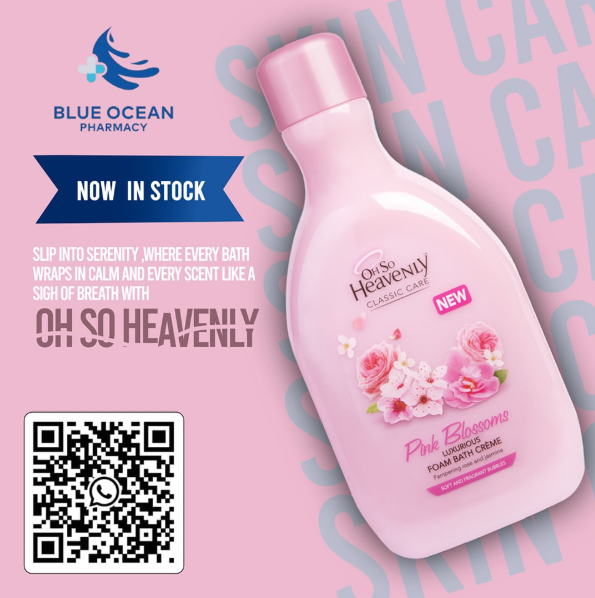 BLUE OCEAN
PHARMACY
NOW IN STOCK
SLIP INTO SERENITY ,WHERE EVERY BATH
WRAPS IN CALM AND EVERY SCENT LIKE A
SIGH OF BREATH WITH
OH SO HEAVENLY
SKIN CAR
SKIN CA
OH SO
HEAVENLY
CLASSIC CARE
NEW
Pink Blossoms
LUXURIOUS
FOAM BATH CRÈME
Pampering rose and jasmine
SOFT AND FRAGRANT BUBBLES
SKIN CA